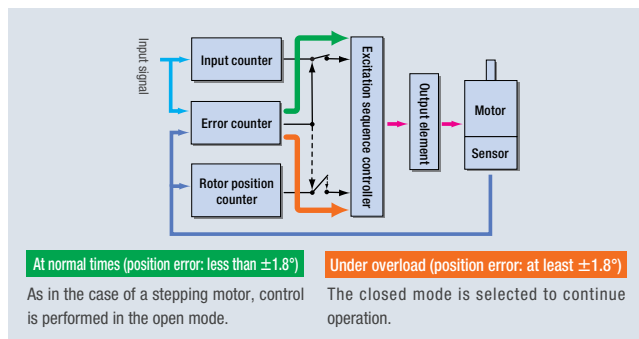 Input signal
Input counter
Error counter
Rotor position
counter
Excitation sequence controller
Output element
Motor
Sensor
At normal times (position error: less than ±1.8°)
As in the case of a stepping motor, control
is performed in the open mode.
Under overload (position error: at least ±1.8°)
The closed mode is selected to continue
operation.